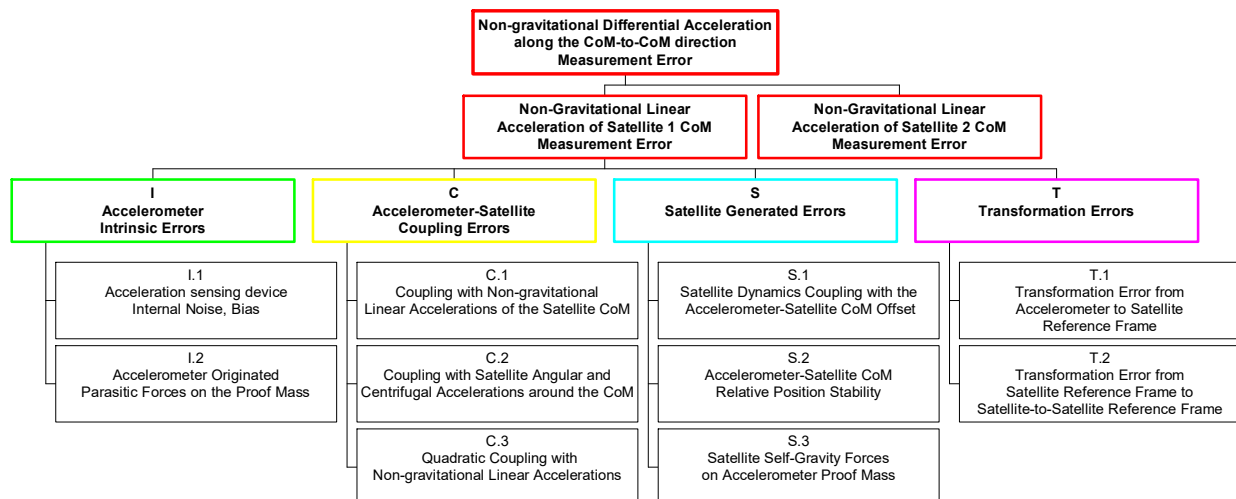 Non-gravitational Differential Acceleration
along the CoM-to-CoM direction
Measurement Error
Non-Gravitational Linear
Acceleration of Satellite 1 CoM
Measurement Error
Non-Gravitational Linear
Acceleration of Satellite 2 CoM
Measurement Error
I
Accelerometer
Intrinsic Errors
C
Accelerometer-Satellite
Coupling Errors
S
Satellite Generated Errors
T
Transformation Errors
I.1
Acceleration sensing device
Internal Noise, Bias
I.2
Accelerometer Originated
Parasitic Forces on the Proof Mass
C.1
Coupling with Non-gravitational
Linear Accelerations of the Satellite CoM
C.2
Coupling with Satellite Angular and
Centrifugal Accelerations around the CoM
C.3
Quadratic Coupling with
Non-gravitational Linear Accelerations
S.1
Satellite Dynamics Coupling with the
Accelerometer-Satellite CoM Offset
S.2
Accelerometer-Satellite CoM
Relative Position Stability
S.3
Satellite Self-Gravity Forces
on Accelerometer Proof Mass
T.1
Transformation Error from
Accelerometer to Satellite
Reference Frame
T.2
Transformation Error from
Satellite Reference Frame to
Satellite-to-Satellite Reference Frame